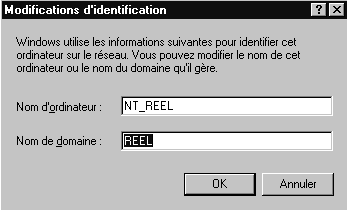 Modifications d'identification
Windows utilise les informations suivantes pour identifier cet
ordinateur sur le réseau. Vous pouvez modifier le nom de cet
ordinateur ou le nom du domaine qu'il gère.
Nom d'ordinateur : NT_REEL
Nom de domaine : REEL
OK Annuler